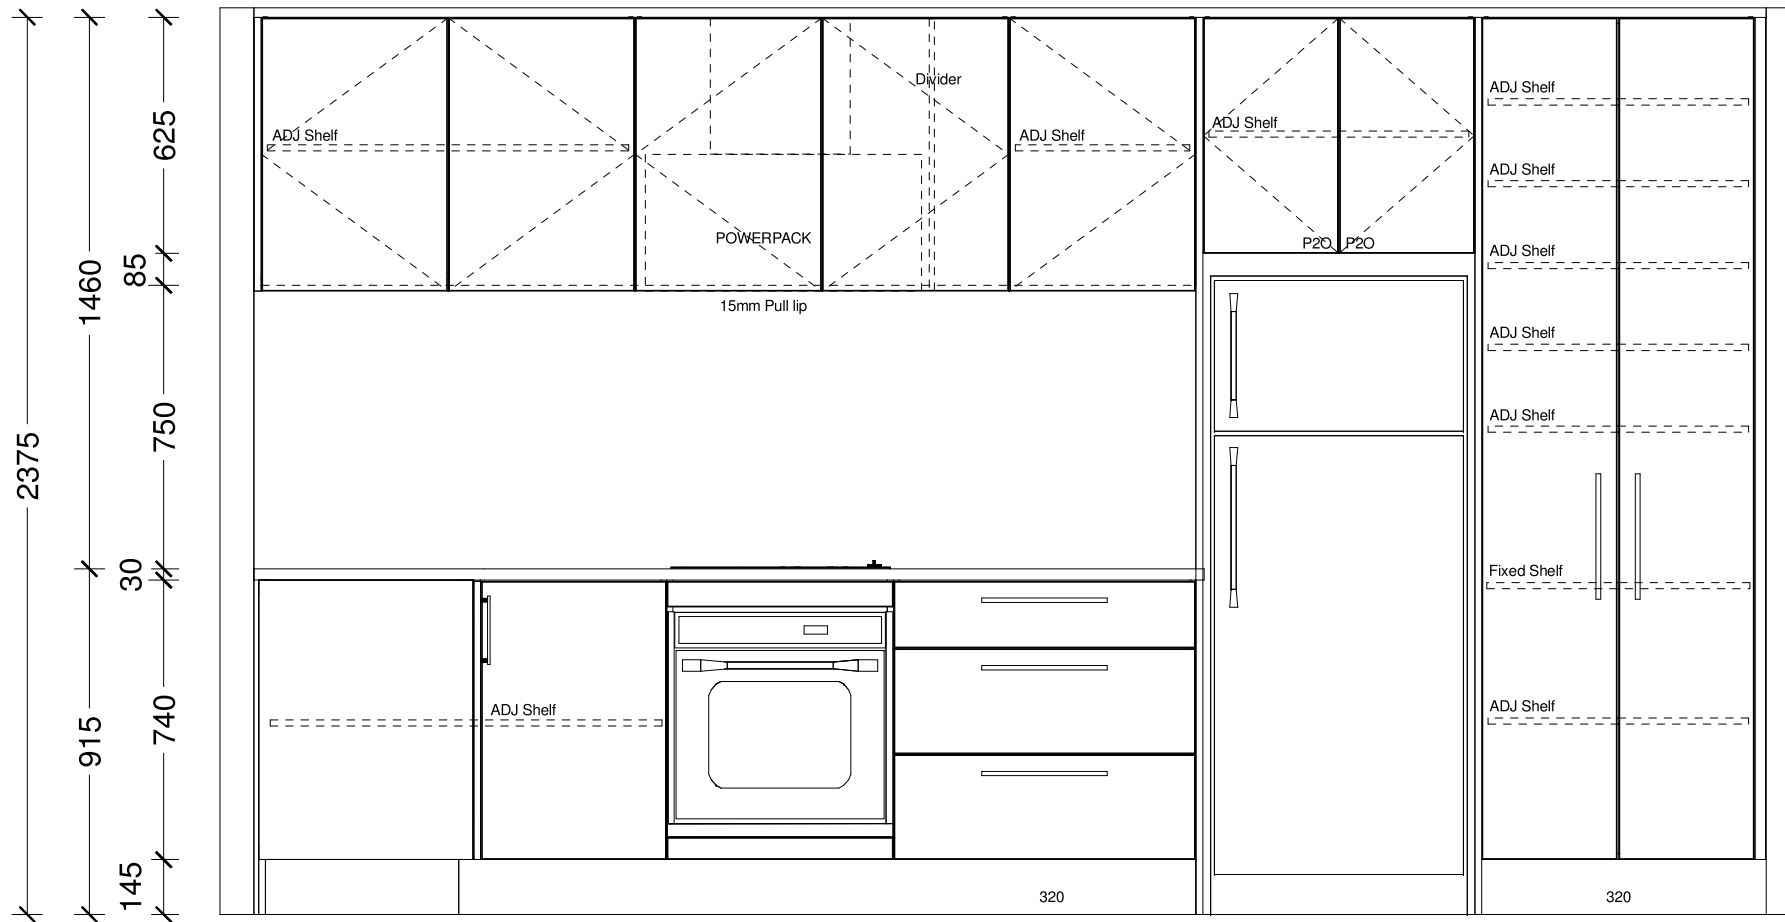 Divider
ADJ Shelf
ADJ Shelf
ADJ Shelf
ADJ Shelf
ADJ Shelf
POWERPACK
P2O
P2O
ADJ Shelf
15mm Pull lip
ADJ Shelf
ADJ Shelf
Fixed Shelf
ADJ Shelf
ADJ Shelf
320
320
2375
1460
915
625
85
750
30
740
145